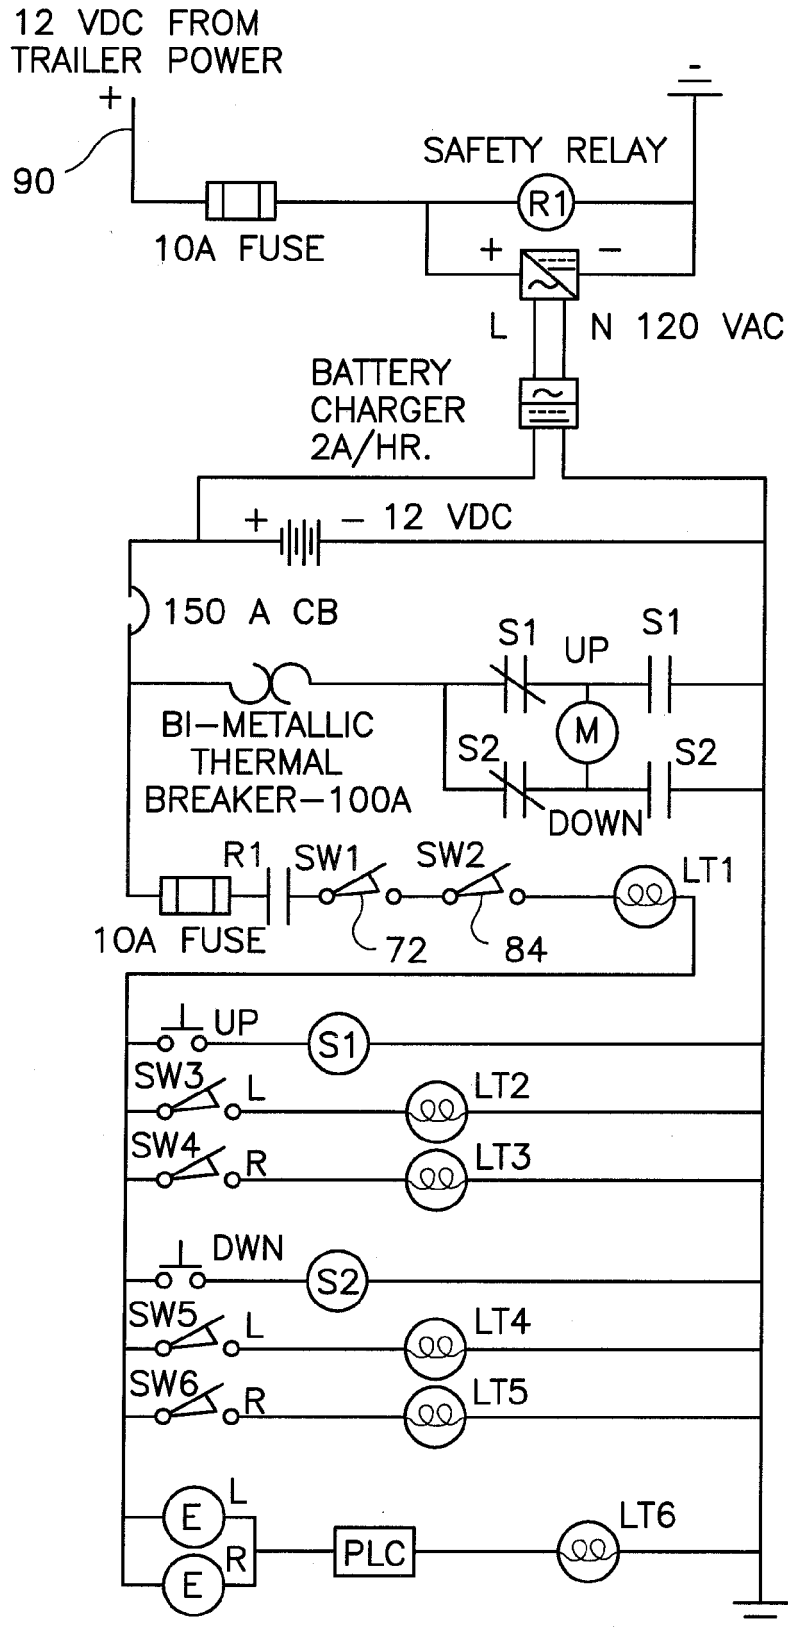 12 VDC FROM
TRAILER POWER
+
-
90
SAFETY RELAY
R1
10A FUSE
+
-
L
N 120 VAC
BATTERY
CHARGER
2A/HR.
+
- 12 VDC
150 A CB
S1
UP
S1
M
BI-METALLIC
THERMAL
BREAKER-100A
S2
S2
DOWN
R1
SW1
SW2
LT1
10A FUSE
72
84
UP
S1
SW3
L
LT2
SW4
R
LT3
DWN
S2
SW5
L
LT4
SW6
R
LT5
E
L
E
R
PLC
LT6